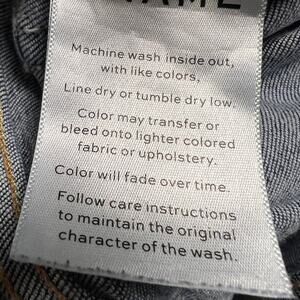 Machine wash inside out,
with like colors,
Line dry or tumble dry low.
Color may transfer or
bleed onto lighter colored
fabric or upholstery.
Color will fade over time.
Follow care instructions
to maintain the original
character of the wash.